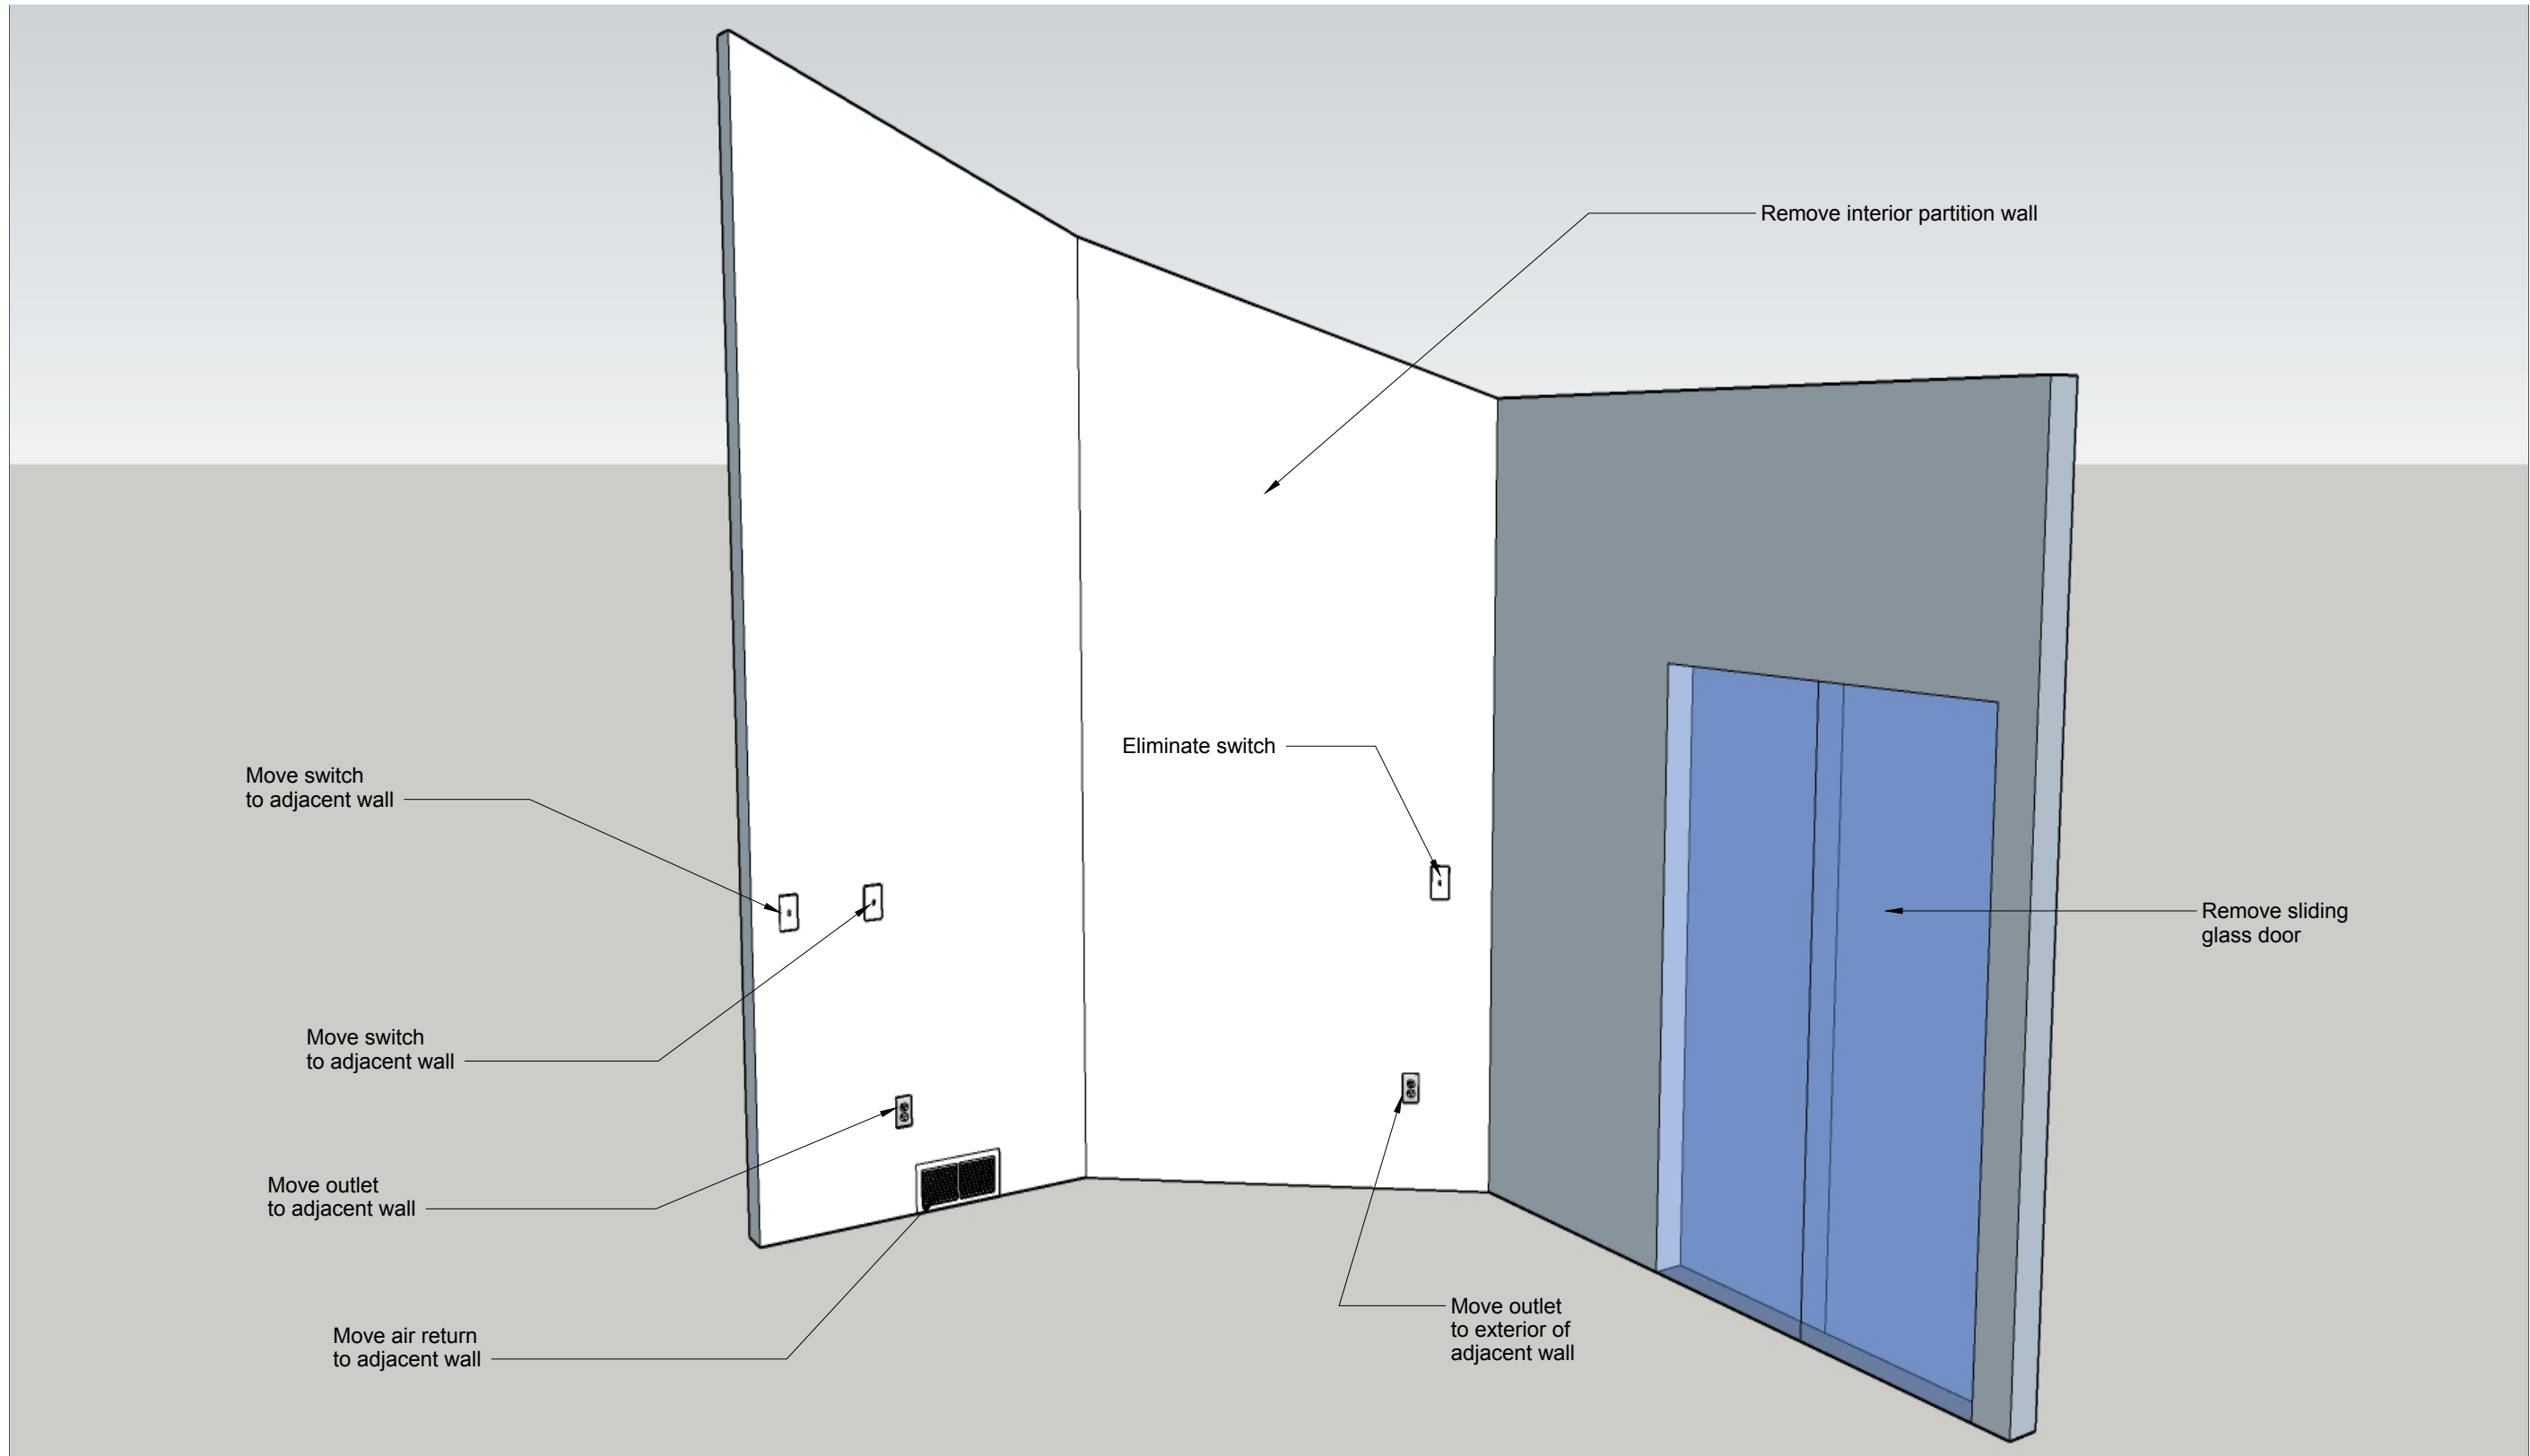 Remove interior partition wall
Eliminate switch
Move switch
to adjacent wall
Remove sliding
glass door
Move switch
to adjacent wall
Move outlet
to adjacent wall
Move outlet
to exterior of
adjacent wall
Move air return
to adjacent wall